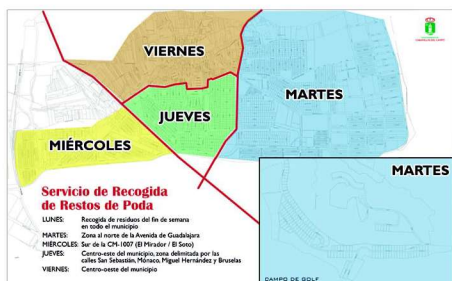 VIERNES
MARTES
JUEVES
MIÉRCOLES
MARTES
Servicio de Recogida
de Restos de Poda
LUNES: Recogida de residuos del fin de semana
en todo el municipio
MARTES: Zona al norte de la Avenida de Guadalajara
MIÉRCOLES: Sur de la CM-1007 (El Mirador / El Soto)
JUEVES: Centro-este del municipio, zona delimitada por las
calles San Sebastián, Mónaco, Miguel Hernández y Bruselas
VIERNES: Centro-oeste del municipio
CAMPO DE GOLF